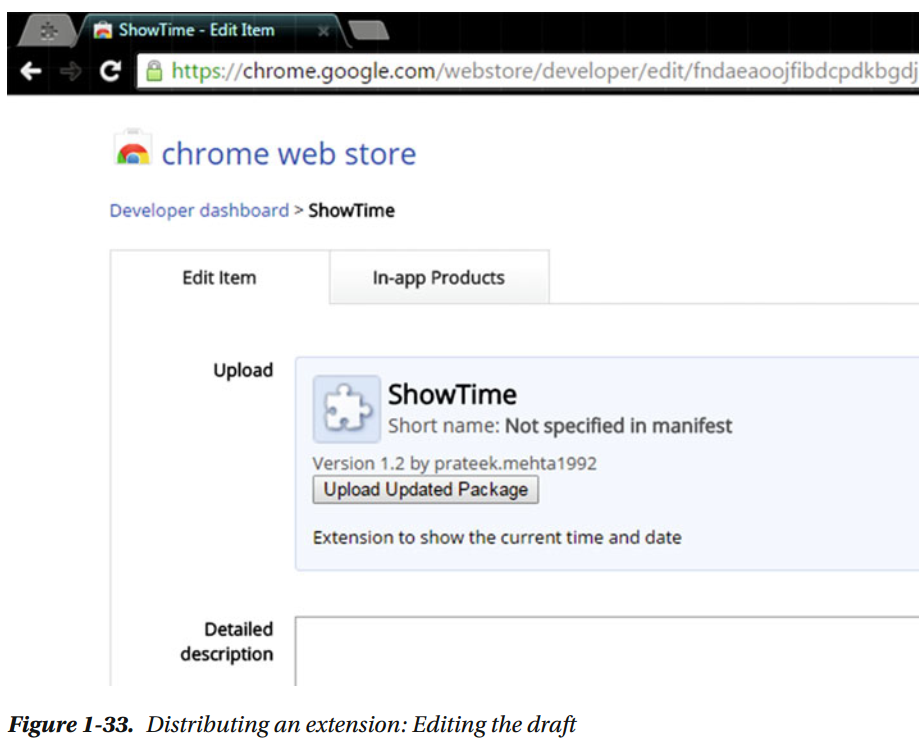 ShowTime - Edit Item
https://chrome.google.com/webstore/developer/edit/fndaeaoojfibdcpdkbgdj
chrome web store
Developer dashboard > ShowTime
Edit Item
In-app Products
Upload
ShowTime
Short name: Not specified in manifest
Version 1.2 by prateek.mehta1992
Upload Updated Package
Extension to show the current time and date
Detailed
description
Figure 1-33. Distributing an extension: Editing the draft